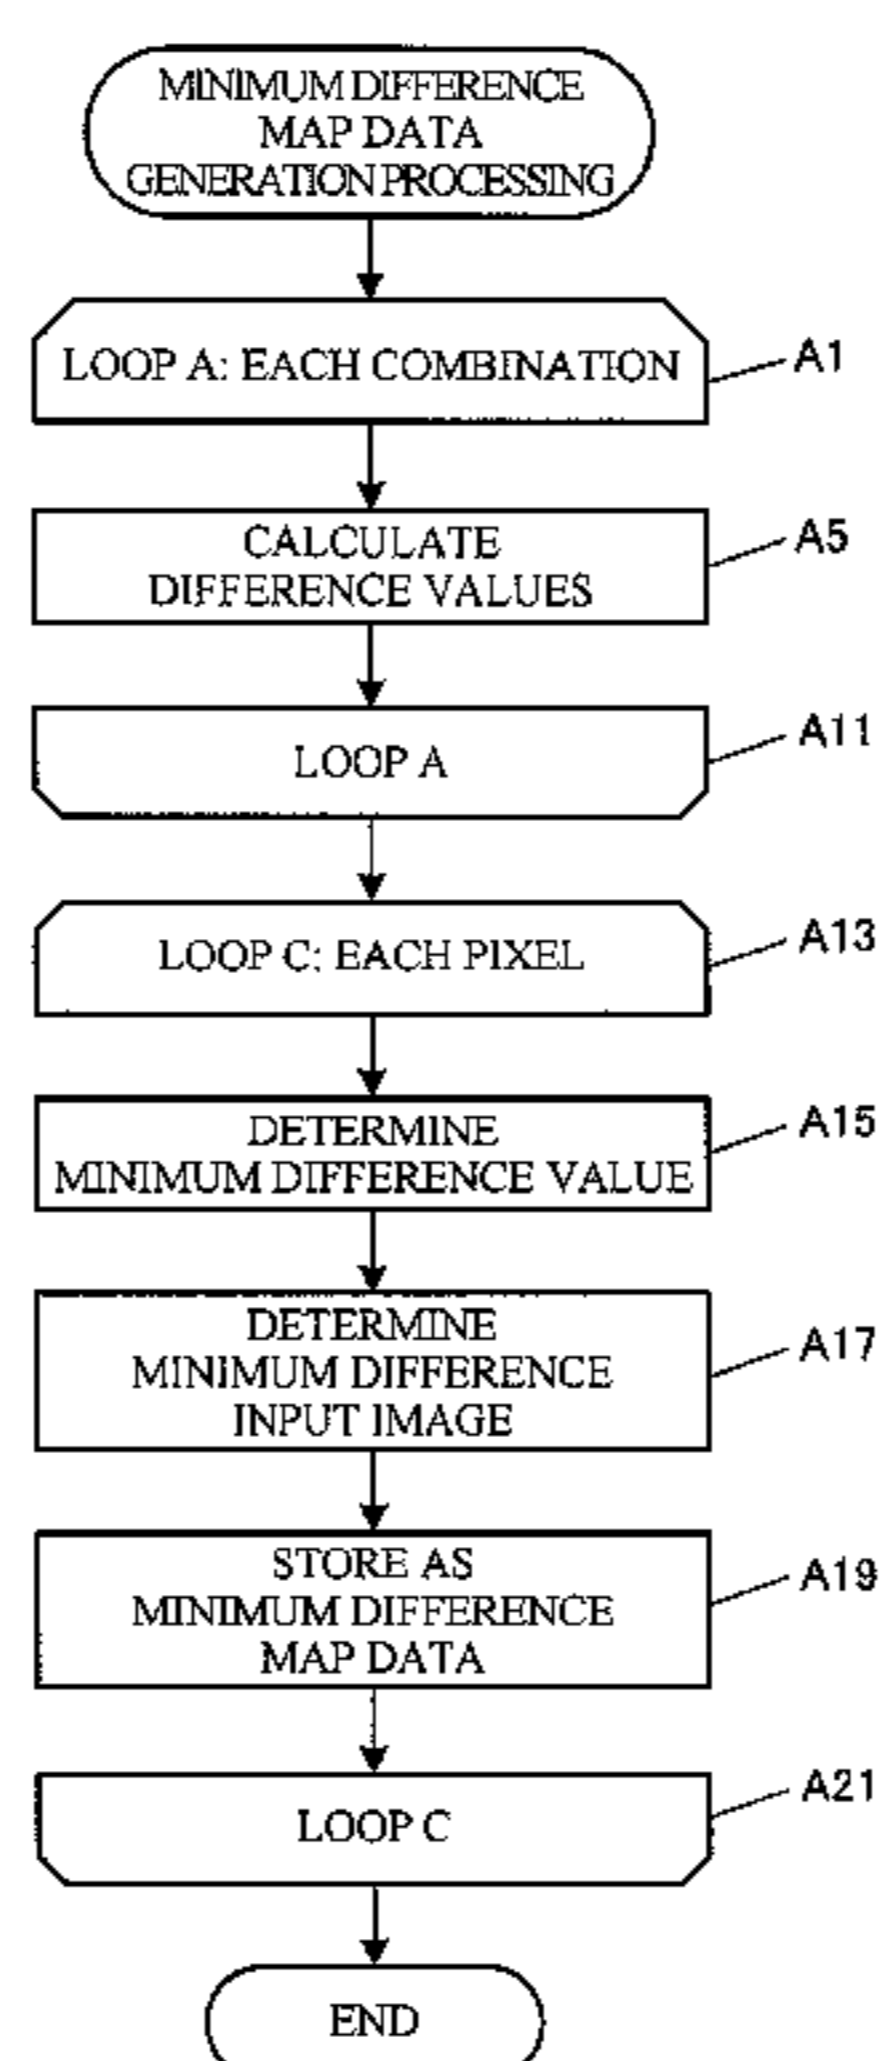 MINIMUM DIFFERENCE
MAP DATA
GENERATION PROCESSING
LOOP A: EACH COMBINATION
A1
CALCULATE
DIFFERENCE VALUES
A5
LOOP A
A11
LOOP C: EACH PIXEL
A13
DETERMINE
MINIMUM DIFFERENCE VALUE
A15
DETERMINE
MINIMUM DIFFERENCE
INPUT IMAGE
A17
STORE AS
MINIMUM DIFFERENCE
MAP DATA
A19
LOOP C
A21
END